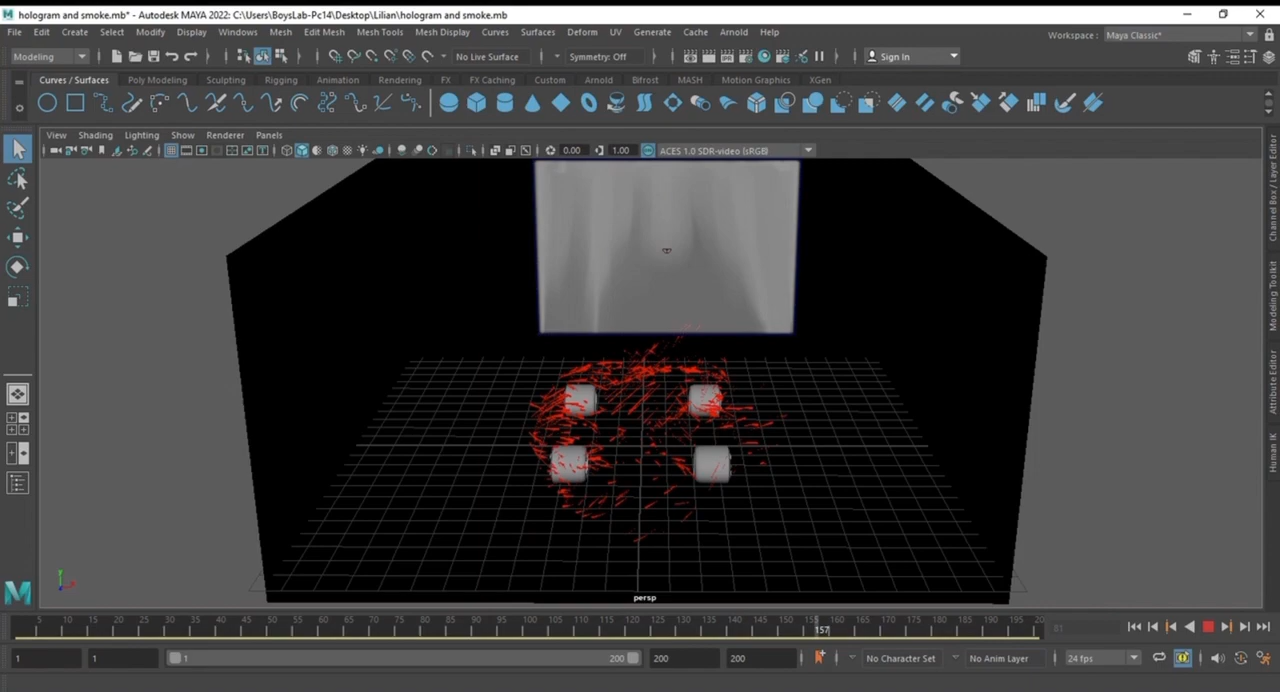 hologram and smoke.mb* - Autodesk MAYA 2022: C:\Users\BoysLab-Pc14\Desktop\Lilian\hologram and smoke.mb
File Edit Create Select Modify Display Windows Mesh Edit Mesh Mesh Tools Mesh Display Curves Surfaces Deform UV Generate Cache Arnold Help
Workspace : Maya Classic*
Modeling No Live Surface Symmetry: Off Sign In
Curves / Surfaces Poly Modeling Sculpting Rigging Animation Rendering FX FX Caching Custom Arnold Bifrost MASH Motion Graphics XGen
View Shading Lighting Show Renderer Panels
0.00 1.00 ACES 1.0 SDR-video (sRGB
Channel Box / Layer Editor
Modeling Toolkit
Attribute Editor
Human IK
persp
5 10 15 20 25 30 35 40 45 50 55 60 65 70 75 80 85 90 95 100 105 110 115 120 125 130 135 140 145 150 157 160 165 170 175 180 185 190 195 20
81
1 1 1 200 200 200 No Character Set No Anim Layer 24 fps